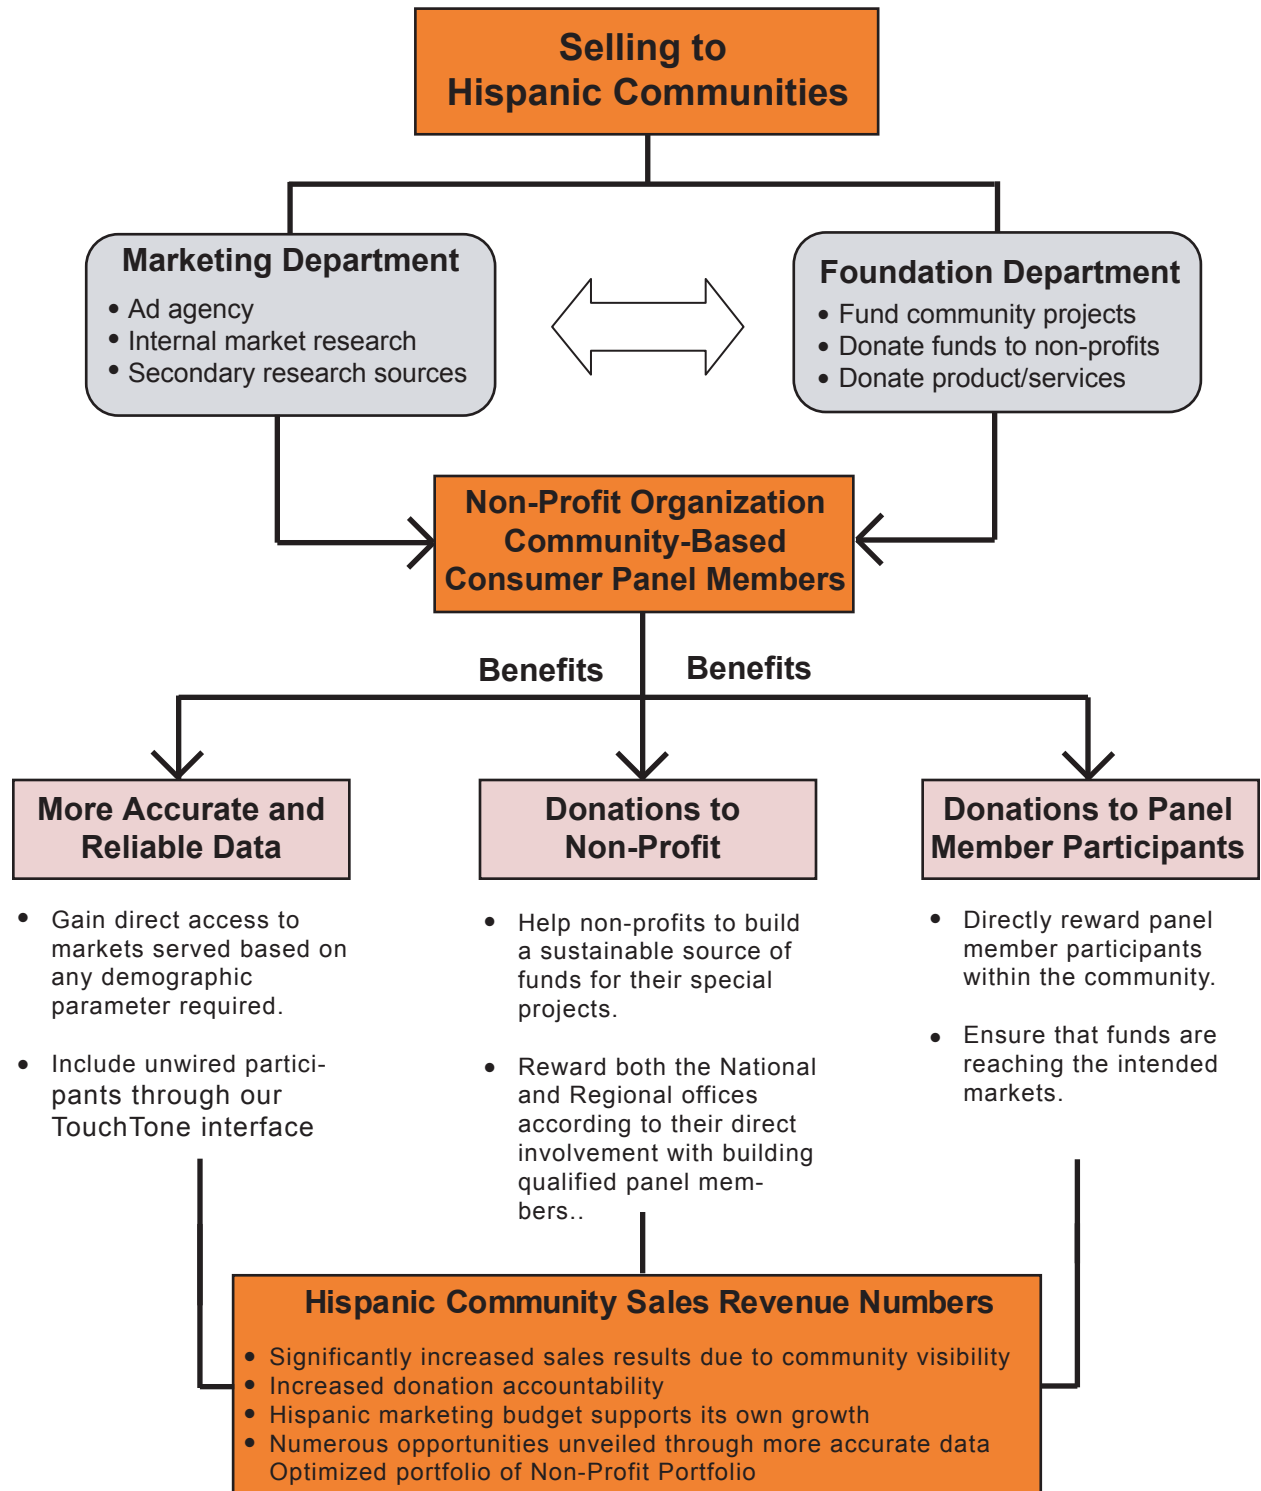 Selling to
Hispanic Communities
Marketing Department
• Ad agency
• Internal market research
• Secondary research sources
Foundation Department
• Fund community projects
• Donate funds to non-profits
• Donate product/services
Non-Profit Organization
Community-Based
Consumer Panel Members
Benefits
Benefits
More Accurate and
Reliable Data
• Gain direct access to
markets served based on
any demographic
parameter required.
• Include unwired partici-
pants through our
TouchTone interface
Donations to
Non-Profit
• Help non-profits to build
a sustainable source of
funds for their special
projects.
• Reward both the National
and Regional offices
according to their direct
involvement with building
qualified panel mem-
bers..
Donations to Panel
Member Participants
• Directly reward panel
member participants
within the community.
• Ensure that funds are
reaching the intended
markets.
Hispanic Community Sales Revenue Numbers
• Significantly increased sales results due to community visibility
• Increased donation accountability
• Hispanic marketing budget supports its own growth
• Numerous opportunities unveiled through more accurate data
Optimized portfolio of Non-Profit Portfolio